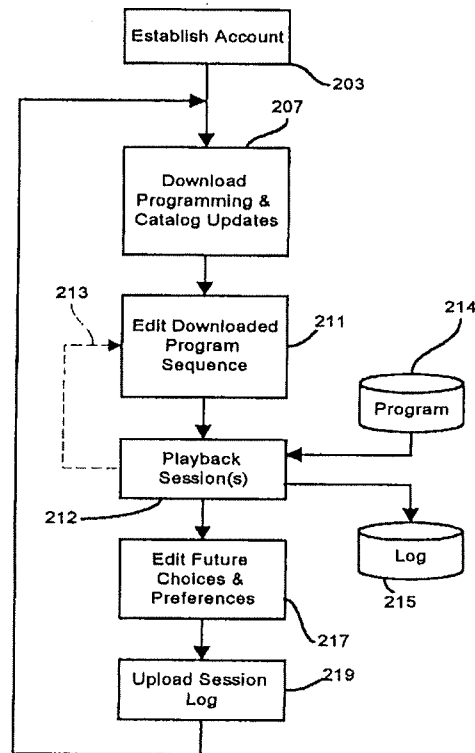 Establish Account
203
207
Download
Programming &
Catalog Updates
213
Edit Downloaded
Program
Sequence
211
214
Program
Playback
Session(s)
212
Log
215
Edit Future
Choices &
Preferences
217
Upload Session
Log
219